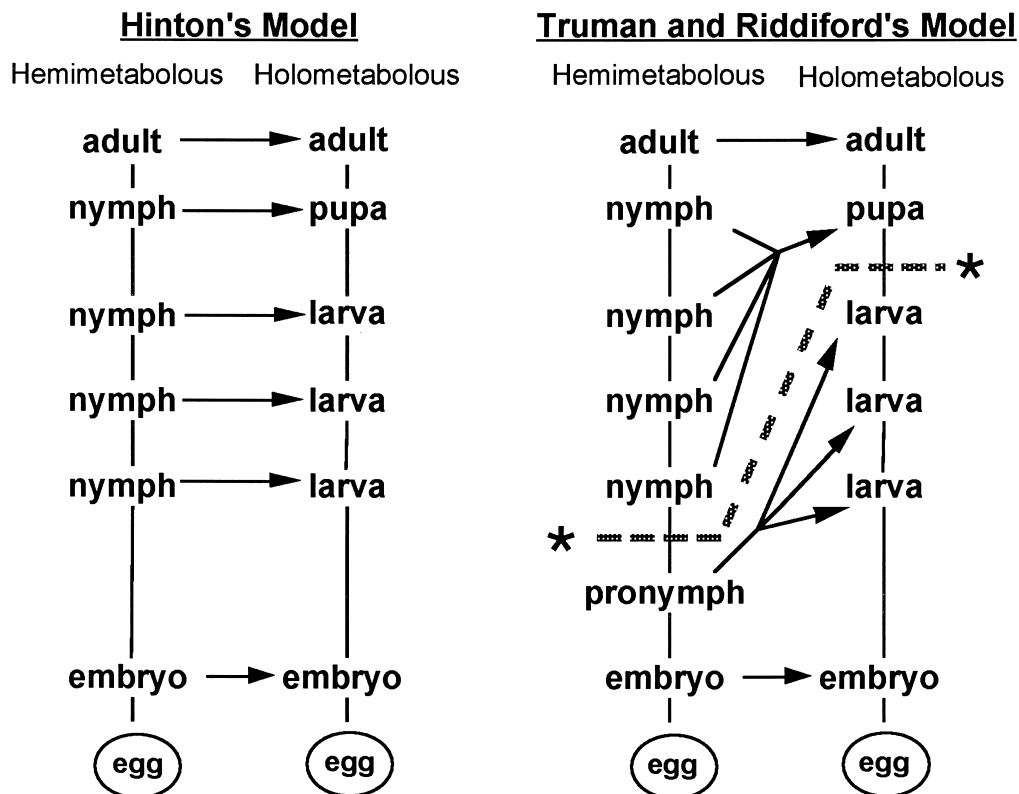 Hinton's Model
Hemimetabolous Holometabolous
adult adult
nymph pupa
nymph larva
nymph larva
nymph larva
embryo embryo
egg egg
Truman and Riddiford's Model
Hemimetabolous Holometabolous
adult adult
nymph pupa
*
nymph larva
nymph larva
nymph larva
*
pronymph
embryo embryo
egg egg